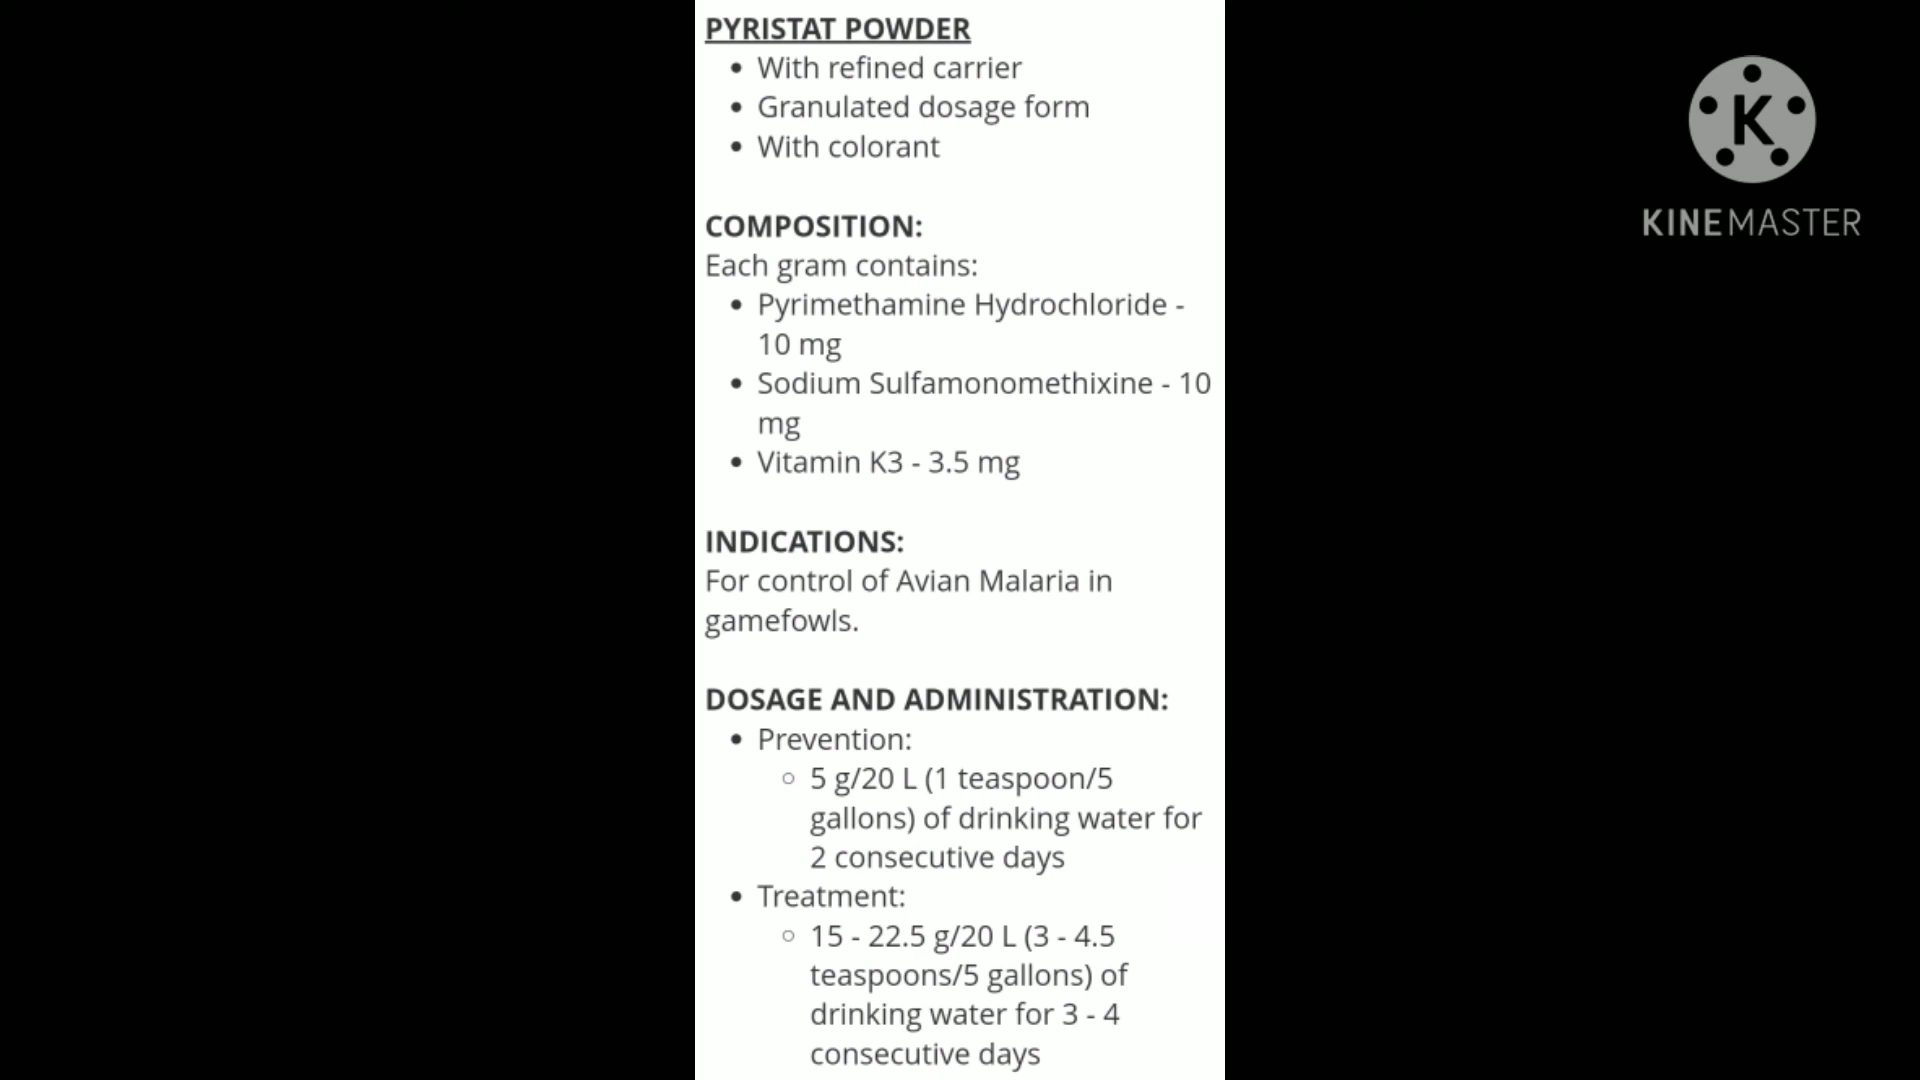 PYRISTAT POWDER
• With refined carrier
• Granulated dosage form
• With colorant
COMPOSITION:
Each gram contains:
• Pyrimethamine Hydrochloride -
10 mg
• Sodium Sulfamonomethixine - 10
mg
• Vitamin K3 - 3.5 mg
INDICATIONS:
For control of Avian Malaria in
gamefowls.
DOSAGE AND ADMINISTRATION:
• Prevention:
○ 5 g/20 L (1 teaspoon/5
gallons) of drinking water for
2 consecutive days
• Treatment:
○ 15 - 22.5 g/20 L (3 - 4.5
teaspoons/5 gallons) of
drinking water for 3 - 4
consecutive days
K
KINEMASTER